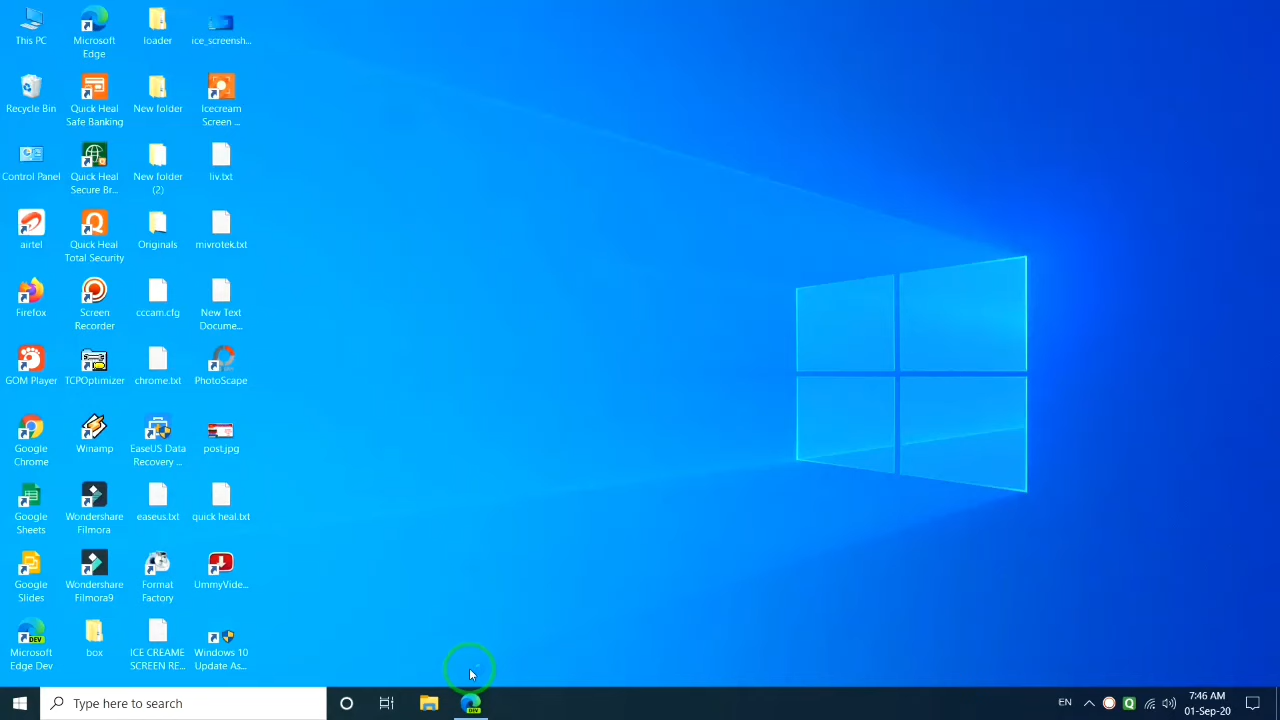 This PC
Microsoft
Edge
loader
ice_screensh...
Recycle Bin
Quick Heal
Safe Banking
New folder
Icecream
Screen ...
Control Panel
Quick Heal
Secure Br...
New folder
(2)
liv.txt
airtel
Quick Heal
Total Security
Originals
mivrotek.txt
Firefox
Screen
Recorder
cccam.cfg
New Text
Docume...
GOM Player
TCPOptimizer
chrome.txt
PhotoScape
Google
Chrome
Winamp
EaseUS Data
Recovery ...
post.jpg
Google
Sheets
Wondershare
Filmora
easeus.txt
quick heal.txt
Google
Slides
Wondershare
Filmora9
Format
Factory
UmmyVide...
DEV
Microsoft
Edge Dev
box
ICE CREAME
SCREEN RE...
Windows 10
Update As...
Type here to search
DEV
EN
7:46 AM
01-Sep-20